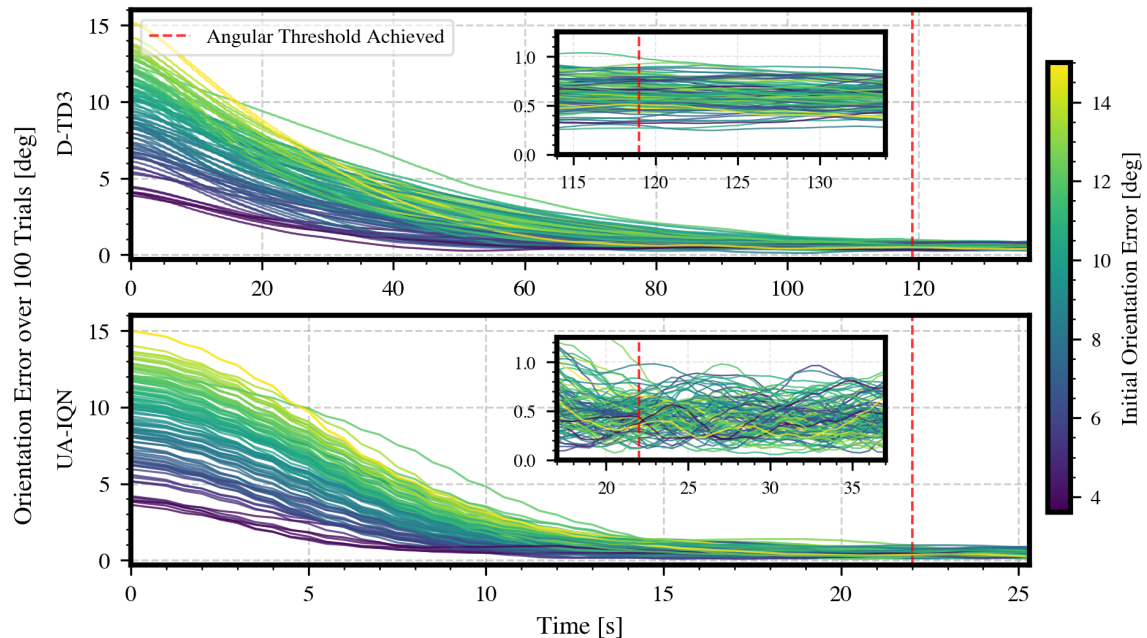 Orientation Error over 100 Trials [deg]
D-TD3
15
10
5
0
Angular Threshold Achieved
1.0
0.5
0.0
115 120 125 130
0 20 40 60 80 100 120
UA-IQN
15
10
5
0
1.0
0.5
0.0
20 25 30 35
0 5 10 15 20 25
Time [s]
14
12
10
8
6
4
Initial Orientation Error [deg]